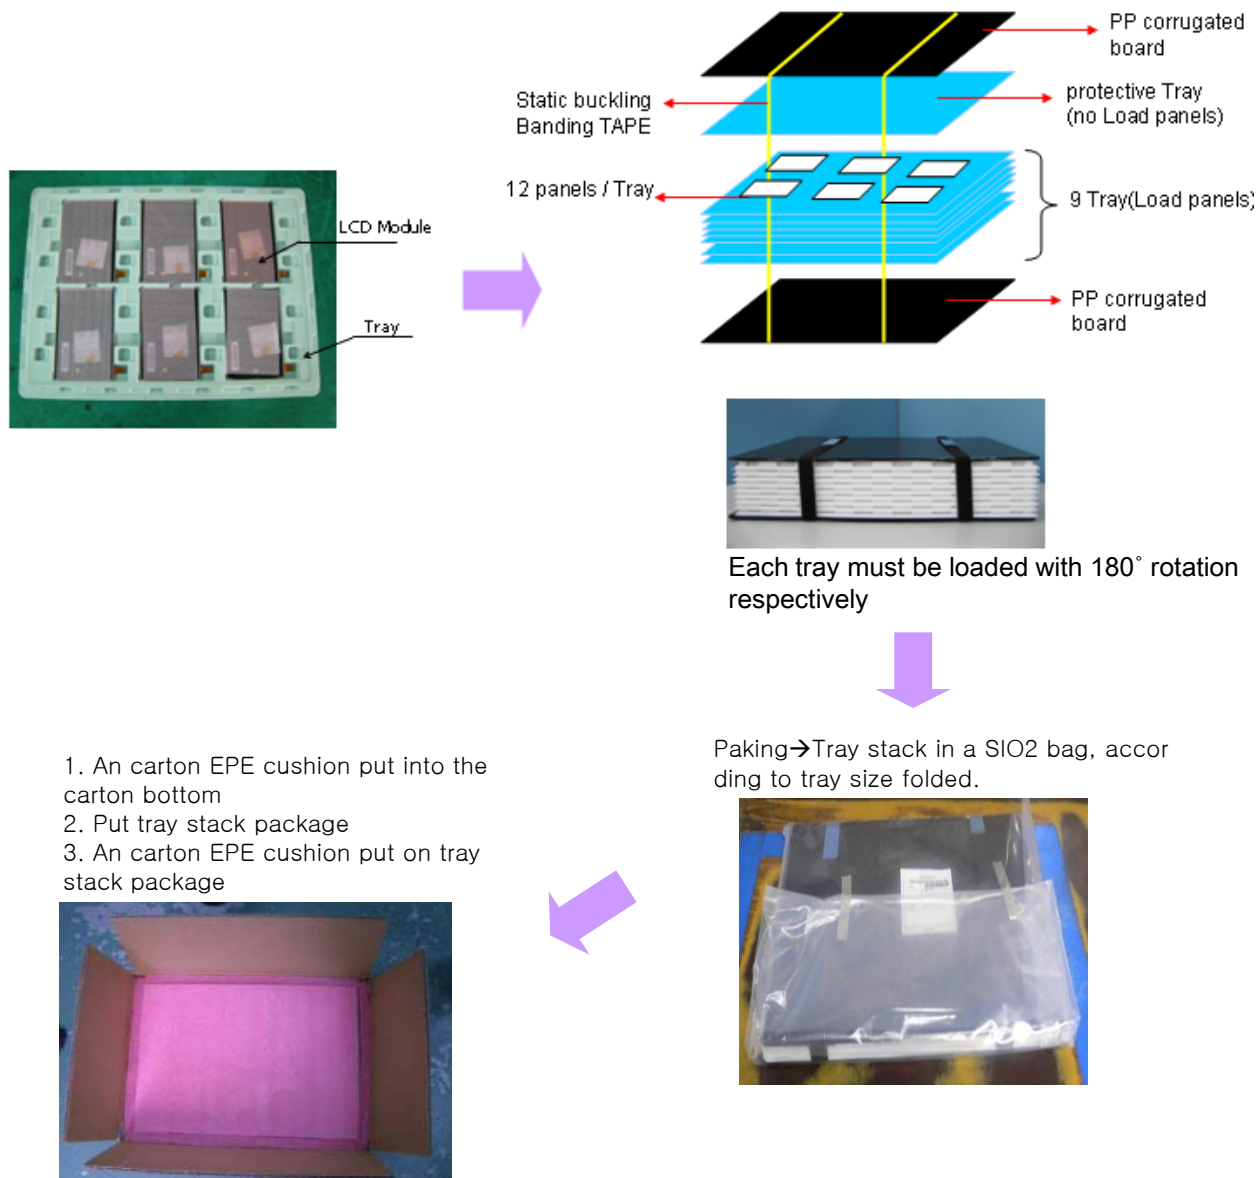 PP corrugated
board
Static buckling
Banding TAPE
protective Tray
(no Load panels)
12 panels / Tray
9 Tray(Load panels)
LCD Module
Tray
PP corrugated
board
Each tray must be loaded with 180˚ rotation
respectively
Paking→Tray stack in a SIO2 bag, accor
ding to tray size folded.
1. An carton EPE cushion put into the
carton bottom
2. Put tray stack package
3. An carton EPE cushion put on tray
stack package